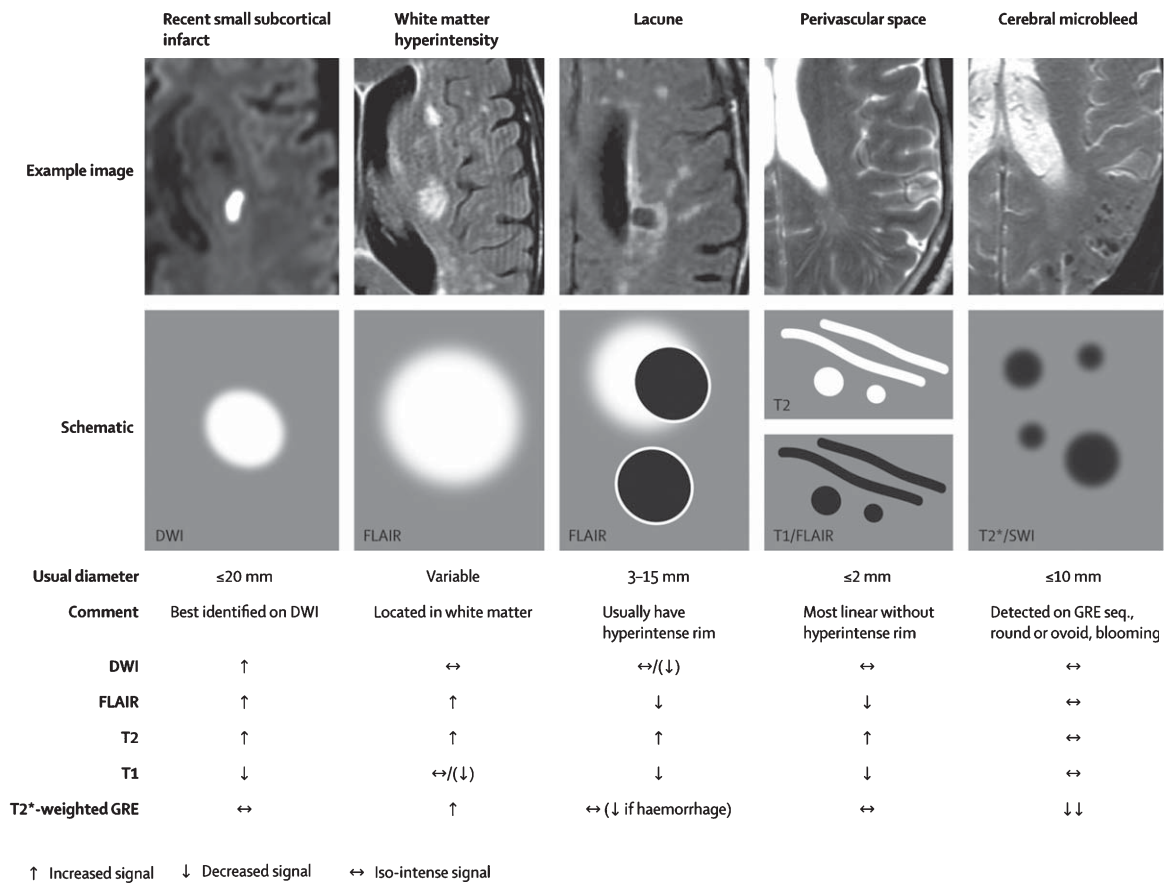 Recent small subcortical infarct
White matter hyperintensity
Lacune
Perivascular space
Cerebral microbleed
Example image
Schematic
DWI
FLAIR
FLAIR
T2
T1/FLAIR
T2*/SWI
Usual diameter ≤20 mm Variable 3–15 mm ≤2 mm ≤10 mm
Comment Best identified on DWI Located in white matter Usually have hyperintense rim Most linear without hyperintense rim Detected on GRE seq., round or ovoid, blooming
DWI ↑ ↔ ↔/(↓) ↔ ↔
FLAIR ↑ ↑ ↓ ↓ ↔
T2 ↑ ↑ ↑ ↑ ↔
T1 ↓ ↔/(↓) ↓ ↓ ↔
T2*-weighted GRE ↔ ↑ ↔ (↓ if haemorrhage) ↔ ↓↓
↑ Increased signal ↓ Decreased signal ↔ Iso-intense signal